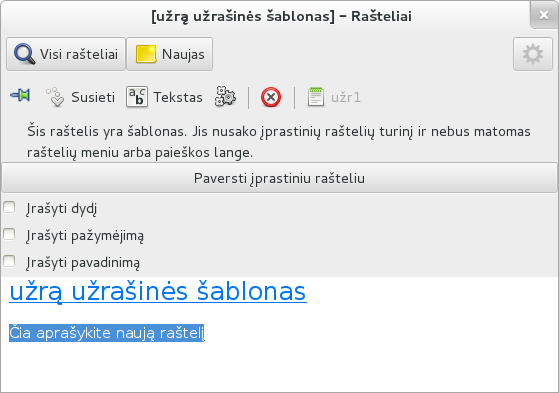 [užrą užrašinės šablonas] – Rašteliai
Visi rašteliai
Naujas
Susieti
Tekstas
užr1
Šis raštelis yra šablonas. Jis nusako įprastinių raštelių turinį ir nebus matomas
raštelių meniu arba paieškos lange.
Paversti įprastiniu rašteliu
Įrašyti dydį
Įrašyti pažymėjimą
Įrašyti pavadinimą
užrą užrašinės šablonas
Čia aprašykite naują raštelį